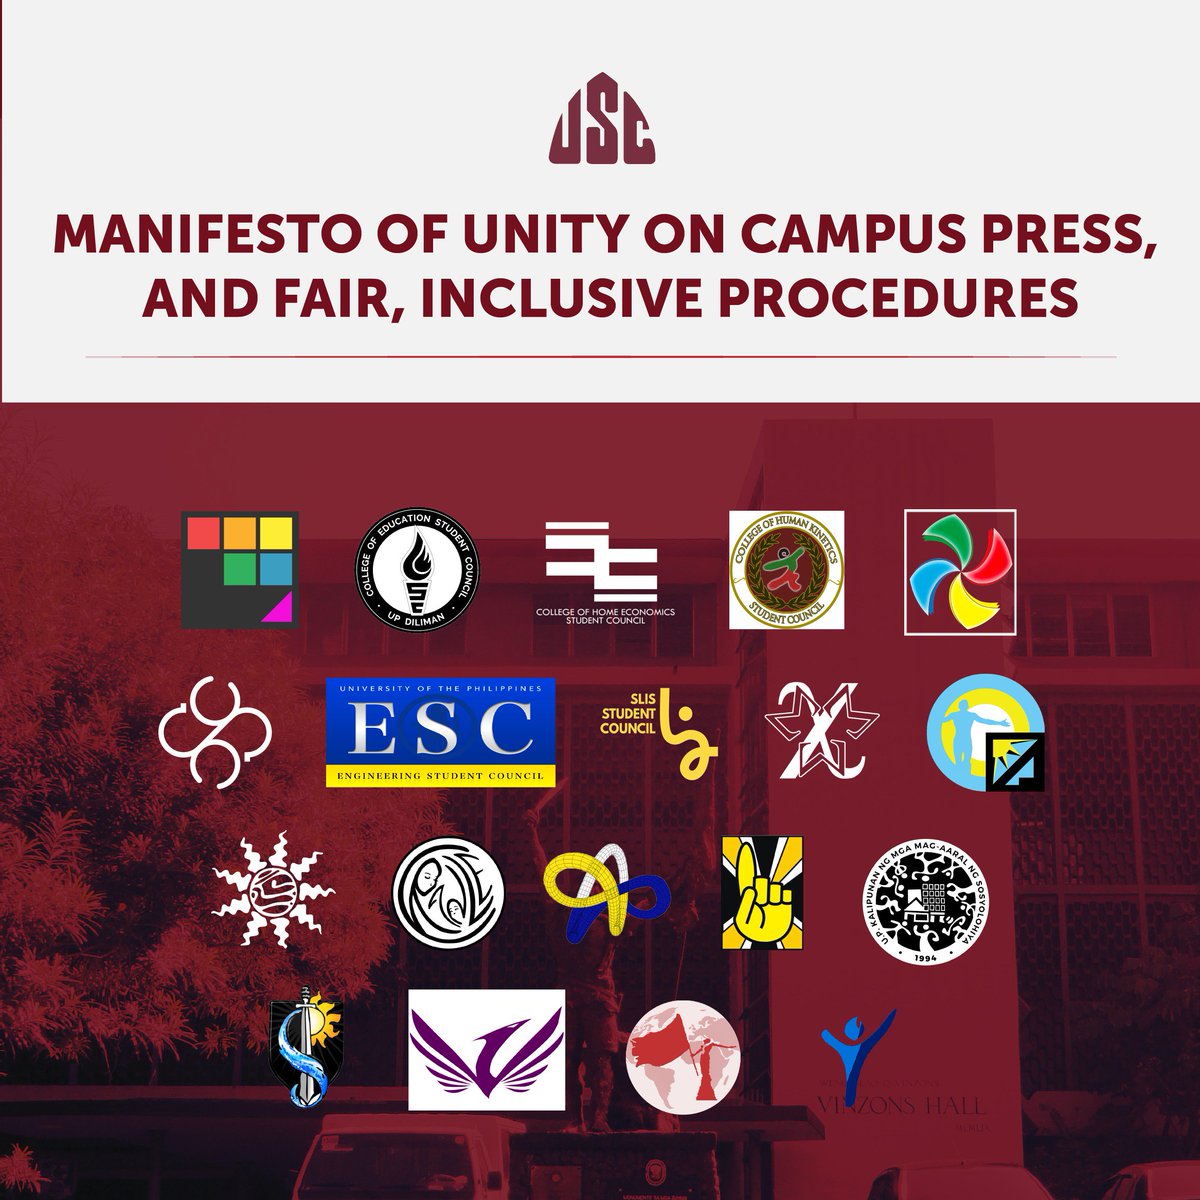 USC
MANIFESTO OF UNITY ON CAMPUS PRESS,
AND FAIR, INCLUSIVE PROCEDURES
COLLEGE OF EDUCATION STUDENT COUNCIL
· UP DILIMAN ·
COLLEGE OF HOME ECONOMICS
STUDENT COUNCIL
COLLEGE OF HUMAN KINETICS
STUDENT COUNCIL
UNIVERSITY OF THE PHILIPPINES
ESC
ENGINEERING STUDENT COUNCIL
SLIS
STUDENT
COUNCIL
U.P. KALIPUNAN NG MGA MAG-AARAL NG SOSYOLOHIYA
· 1994 ·
VINZONS HALL